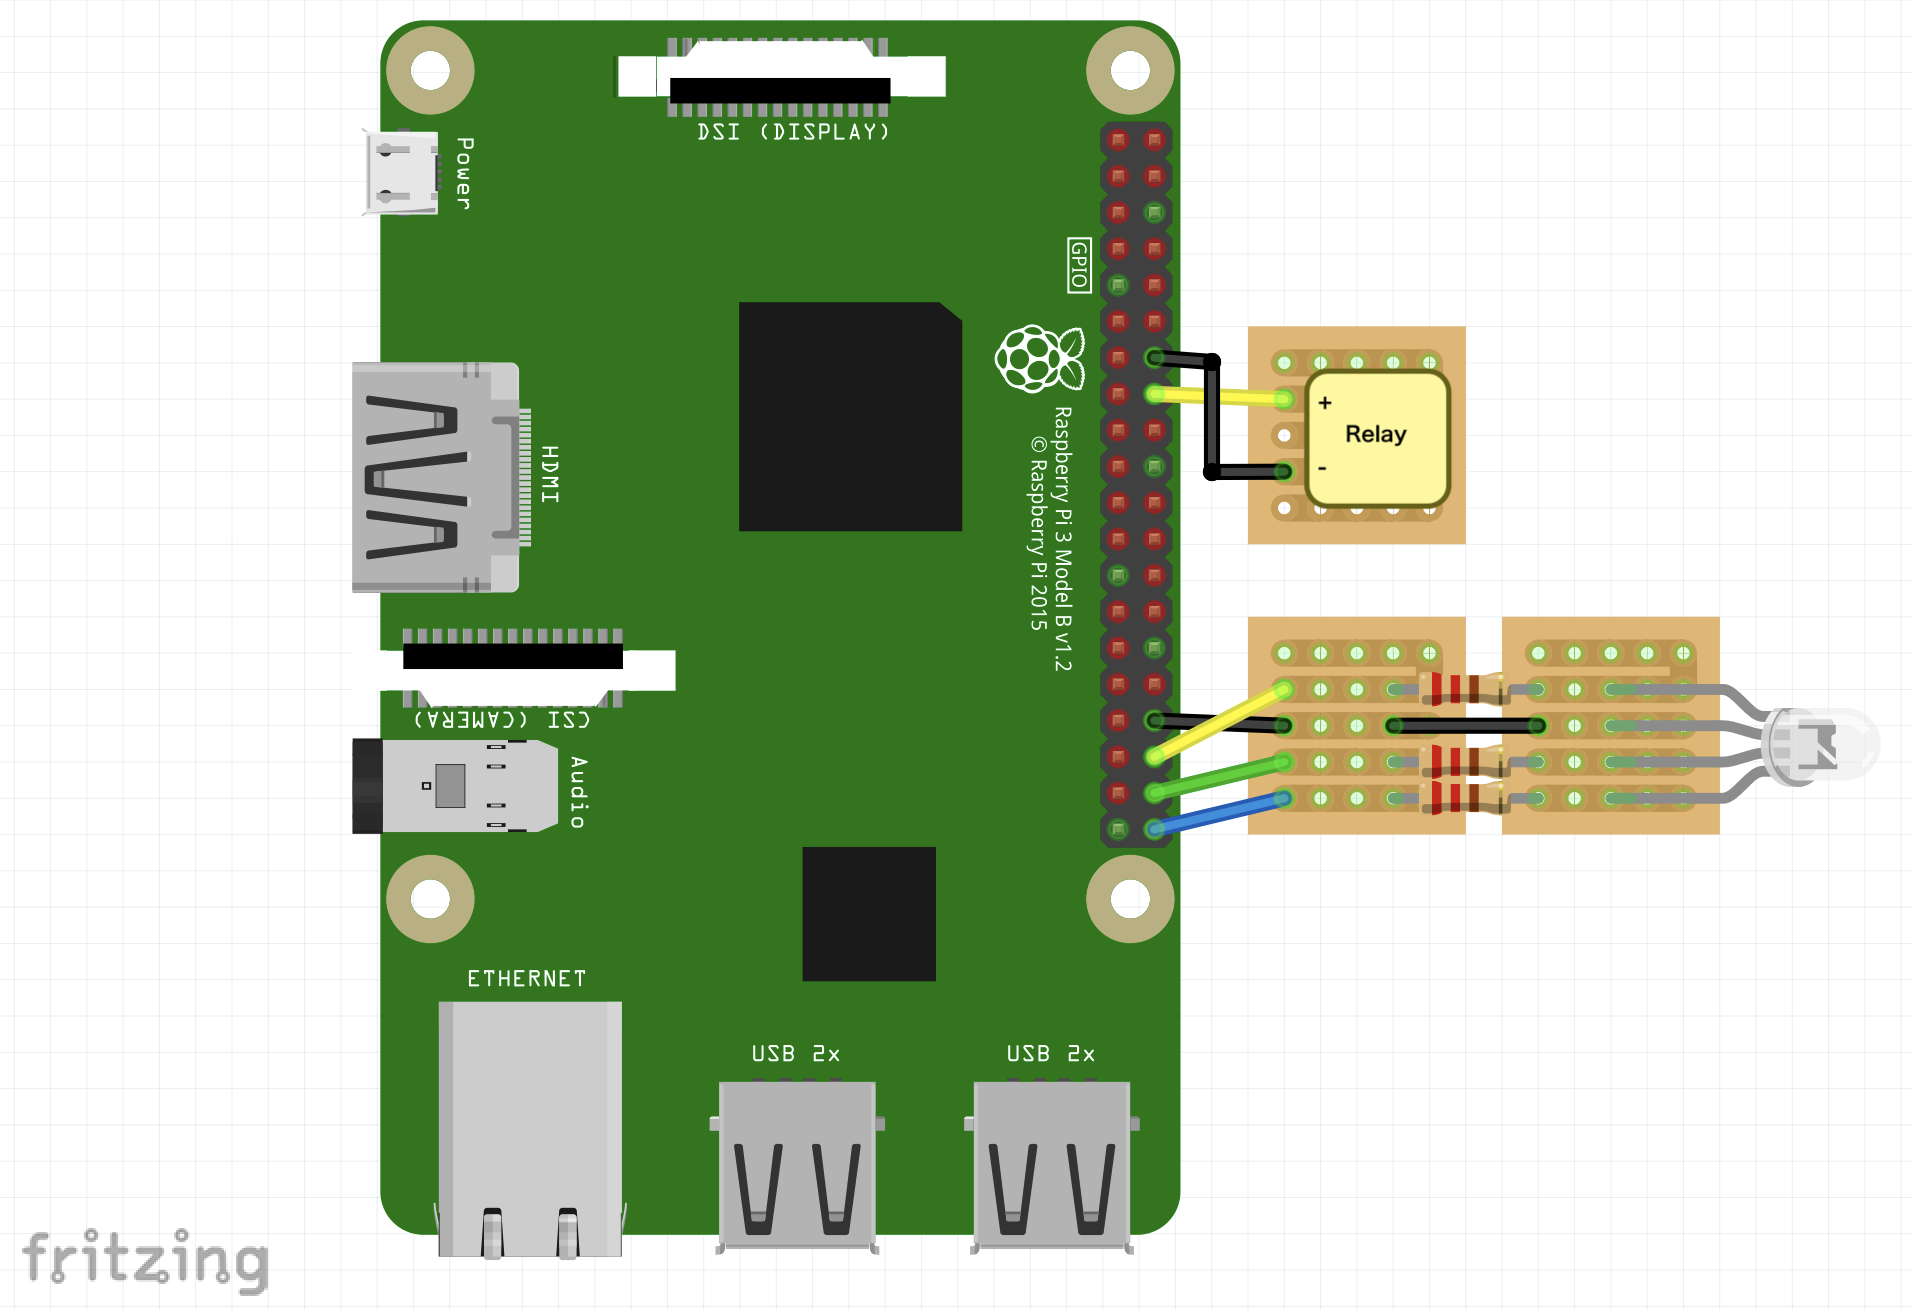 DSI (DISPLAY)
Power
GPIO
Raspberry Pi 3 Model B v1.2
© Raspberry Pi 2015
+
Relay
-
HDMI
CSI (CAMERA)
Audio
ETHERNET
USB 2x
USB 2x
fritzing